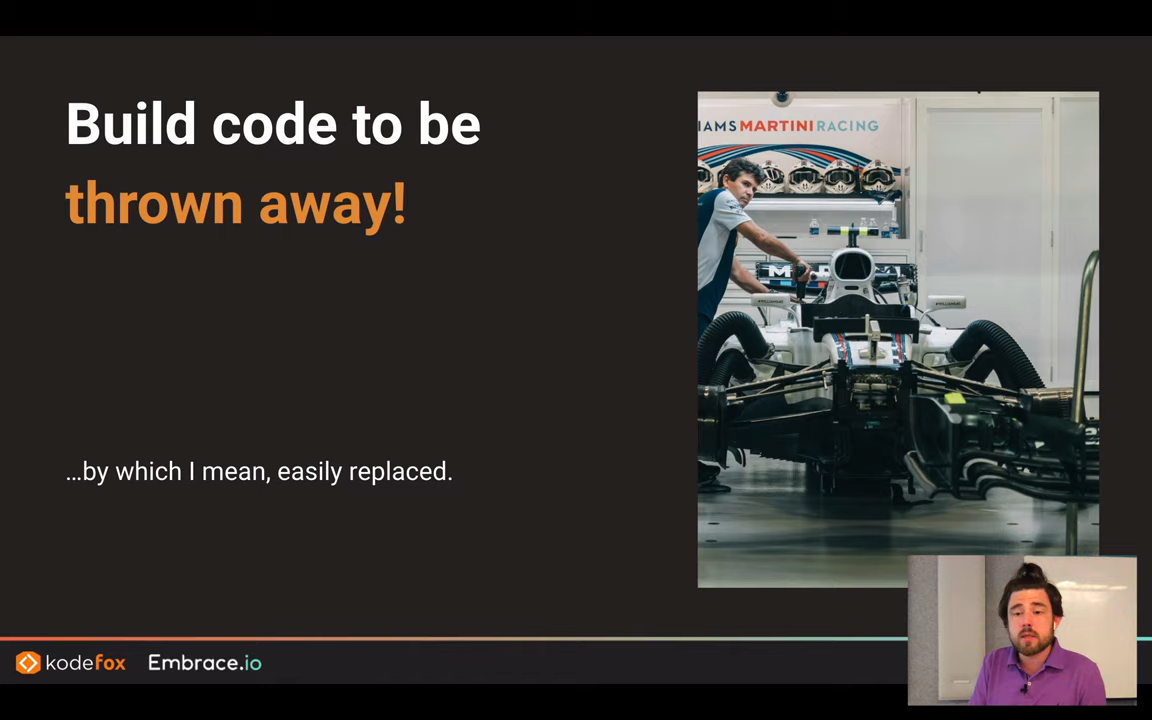 Build code to be
thrown away!
IAMS MARTINI RACING
...by which I mean, easily replaced.
kodefox Embrace.io